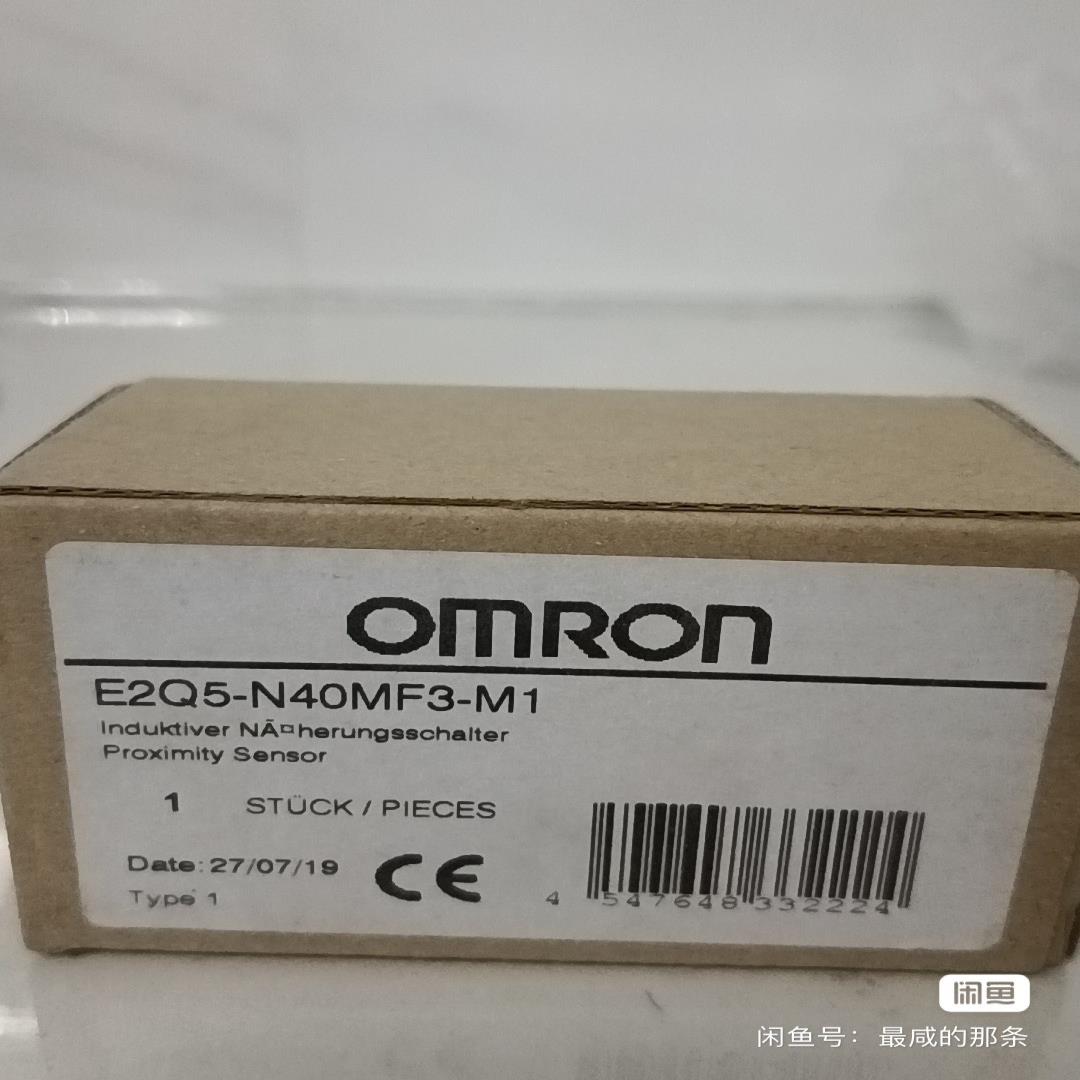 OMRON
E2Q5-N40MF3-M1
Induktiver NÃ¤herungsschalter
Proximity Sensor
1 STÜCK / PIECES
Date: 27/07/19
CE
Type 1
4 547648 332224
闲鱼
闲鱼号：最咸的那条